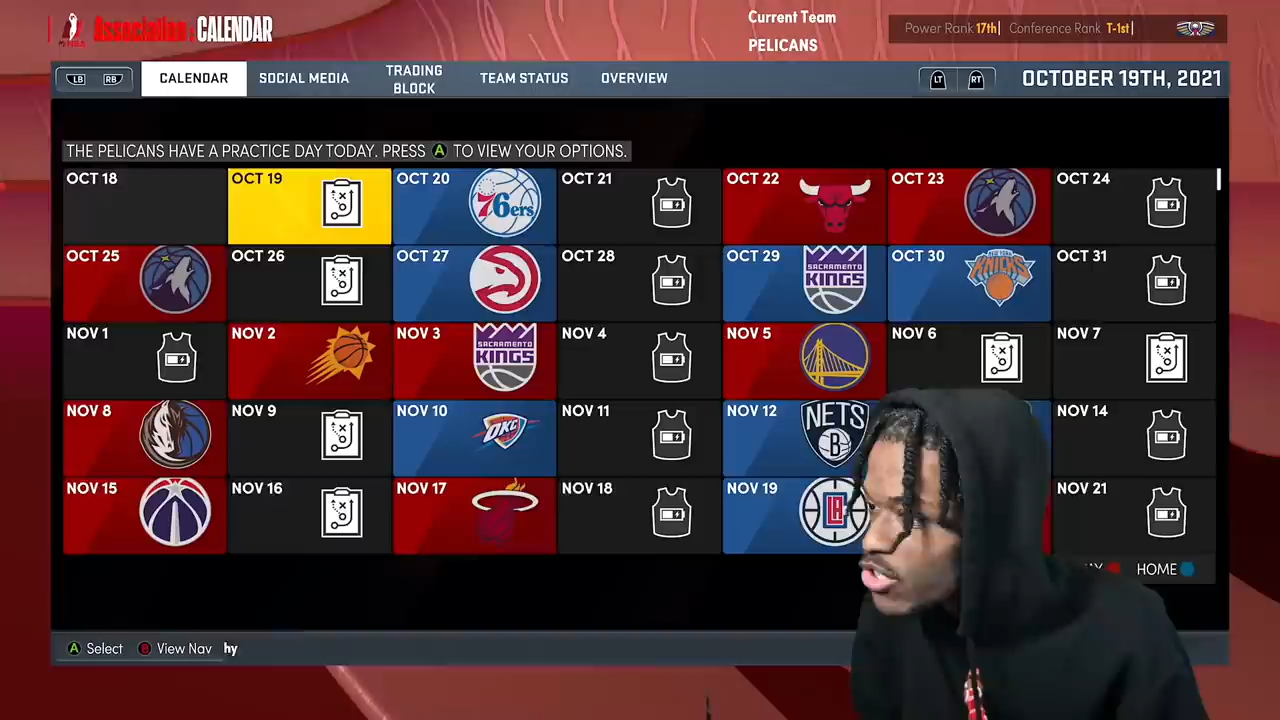 Association : CALENDAR
Current Team
PELICANS
Power Rank 17th| Conference Rank T-1st|
LB RB CALENDAR SOCIAL MEDIA TRADING BLOCK TEAM STATUS OVERVIEW LT RT OCTOBER 19TH, 2021
THE PELICANS HAVE A PRACTICE DAY TODAY. PRESS A TO VIEW YOUR OPTIONS.
OCT 18 OCT 19 OCT 20 76ers OCT 21 OCT 22 OCT 23 OCT 24
OCT 25 OCT 26 OCT 27 OCT 28 OCT 29 SACRAMENTO KINGS OCT 30 NEW YORK KNICKS OCT 31
NOV 1 NOV 2 NOV 3 SACRAMENTO KINGS NOV 4 NOV 5 NOV 6 NOV 7
NOV 8 NOV 9 NOV 10 OKC NOV 11 NOV 12 NETS B NOV 14
NOV 15 NOV 16 NOV 17 NOV 18 NOV 19 LA NOV 21
HOME
A Select B View Nav hy